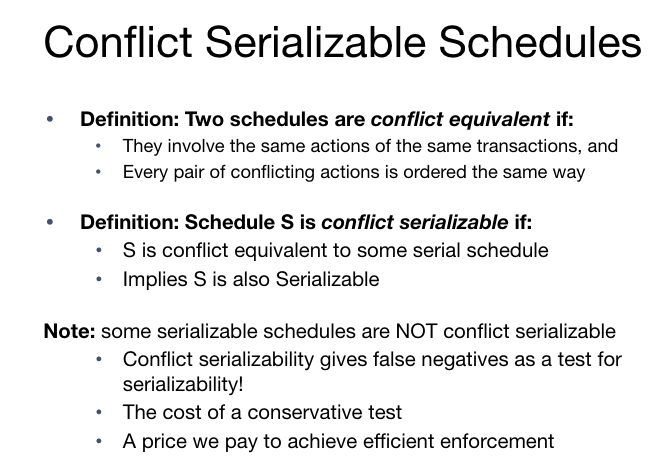 Conflict Serializable Schedules
• Definition: Two schedules are conflict equivalent if:
• They involve the same actions of the same transactions, and
• Every pair of conflicting actions is ordered the same way
• Definition: Schedule S is conflict serializable if:
• S is conflict equivalent to some serial schedule
• Implies S is also Serializable
Note: some serializable schedules are NOT conflict serializable
• Conflict serializability gives false negatives as a test for
serializability!
• The cost of a conservative test
• A price we pay to achieve efficient enforcement